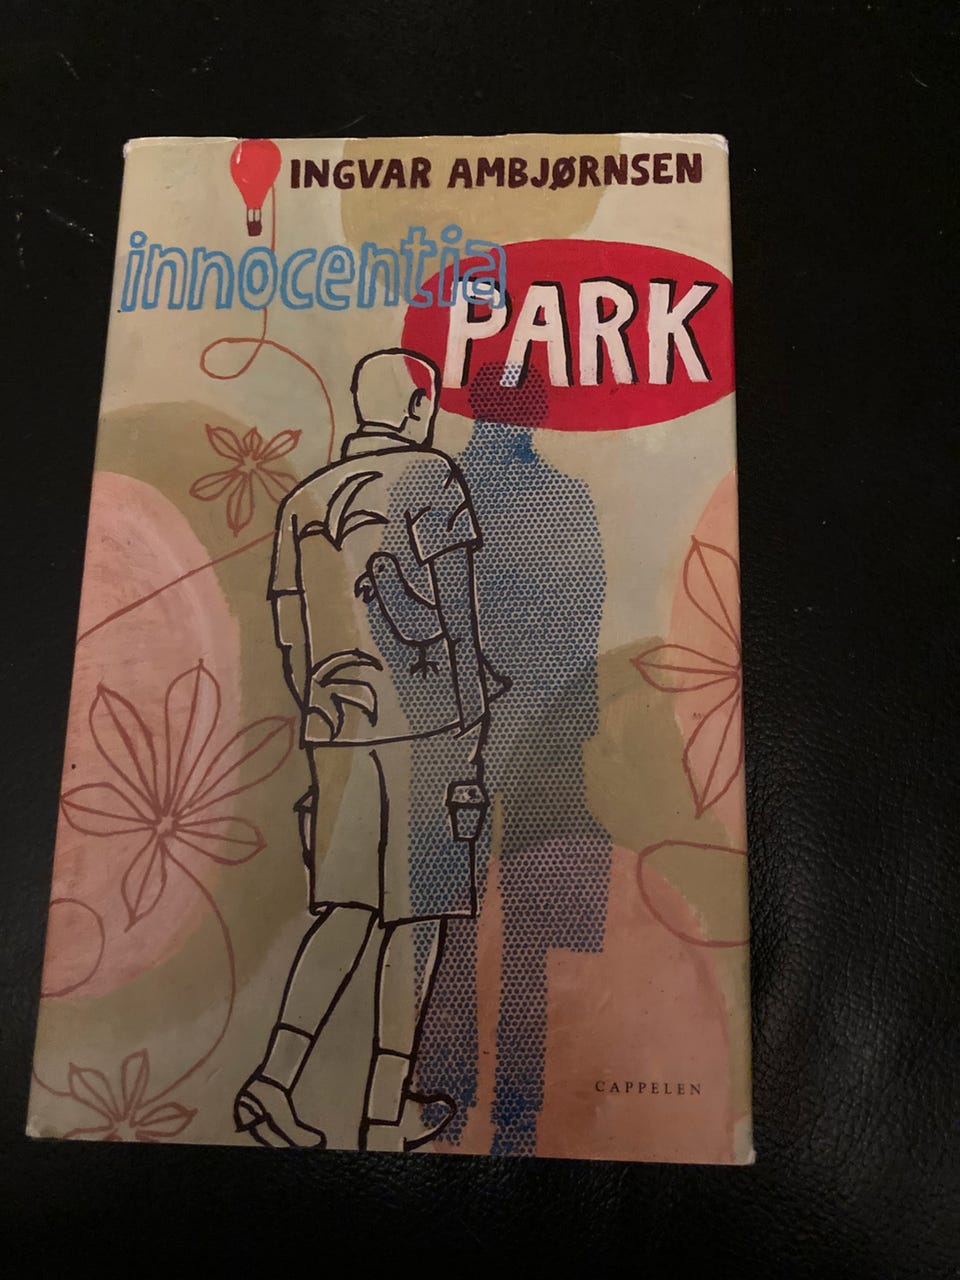 INGVAR AMBJØRNSEN
innocentia
PARK
CAPPELEN